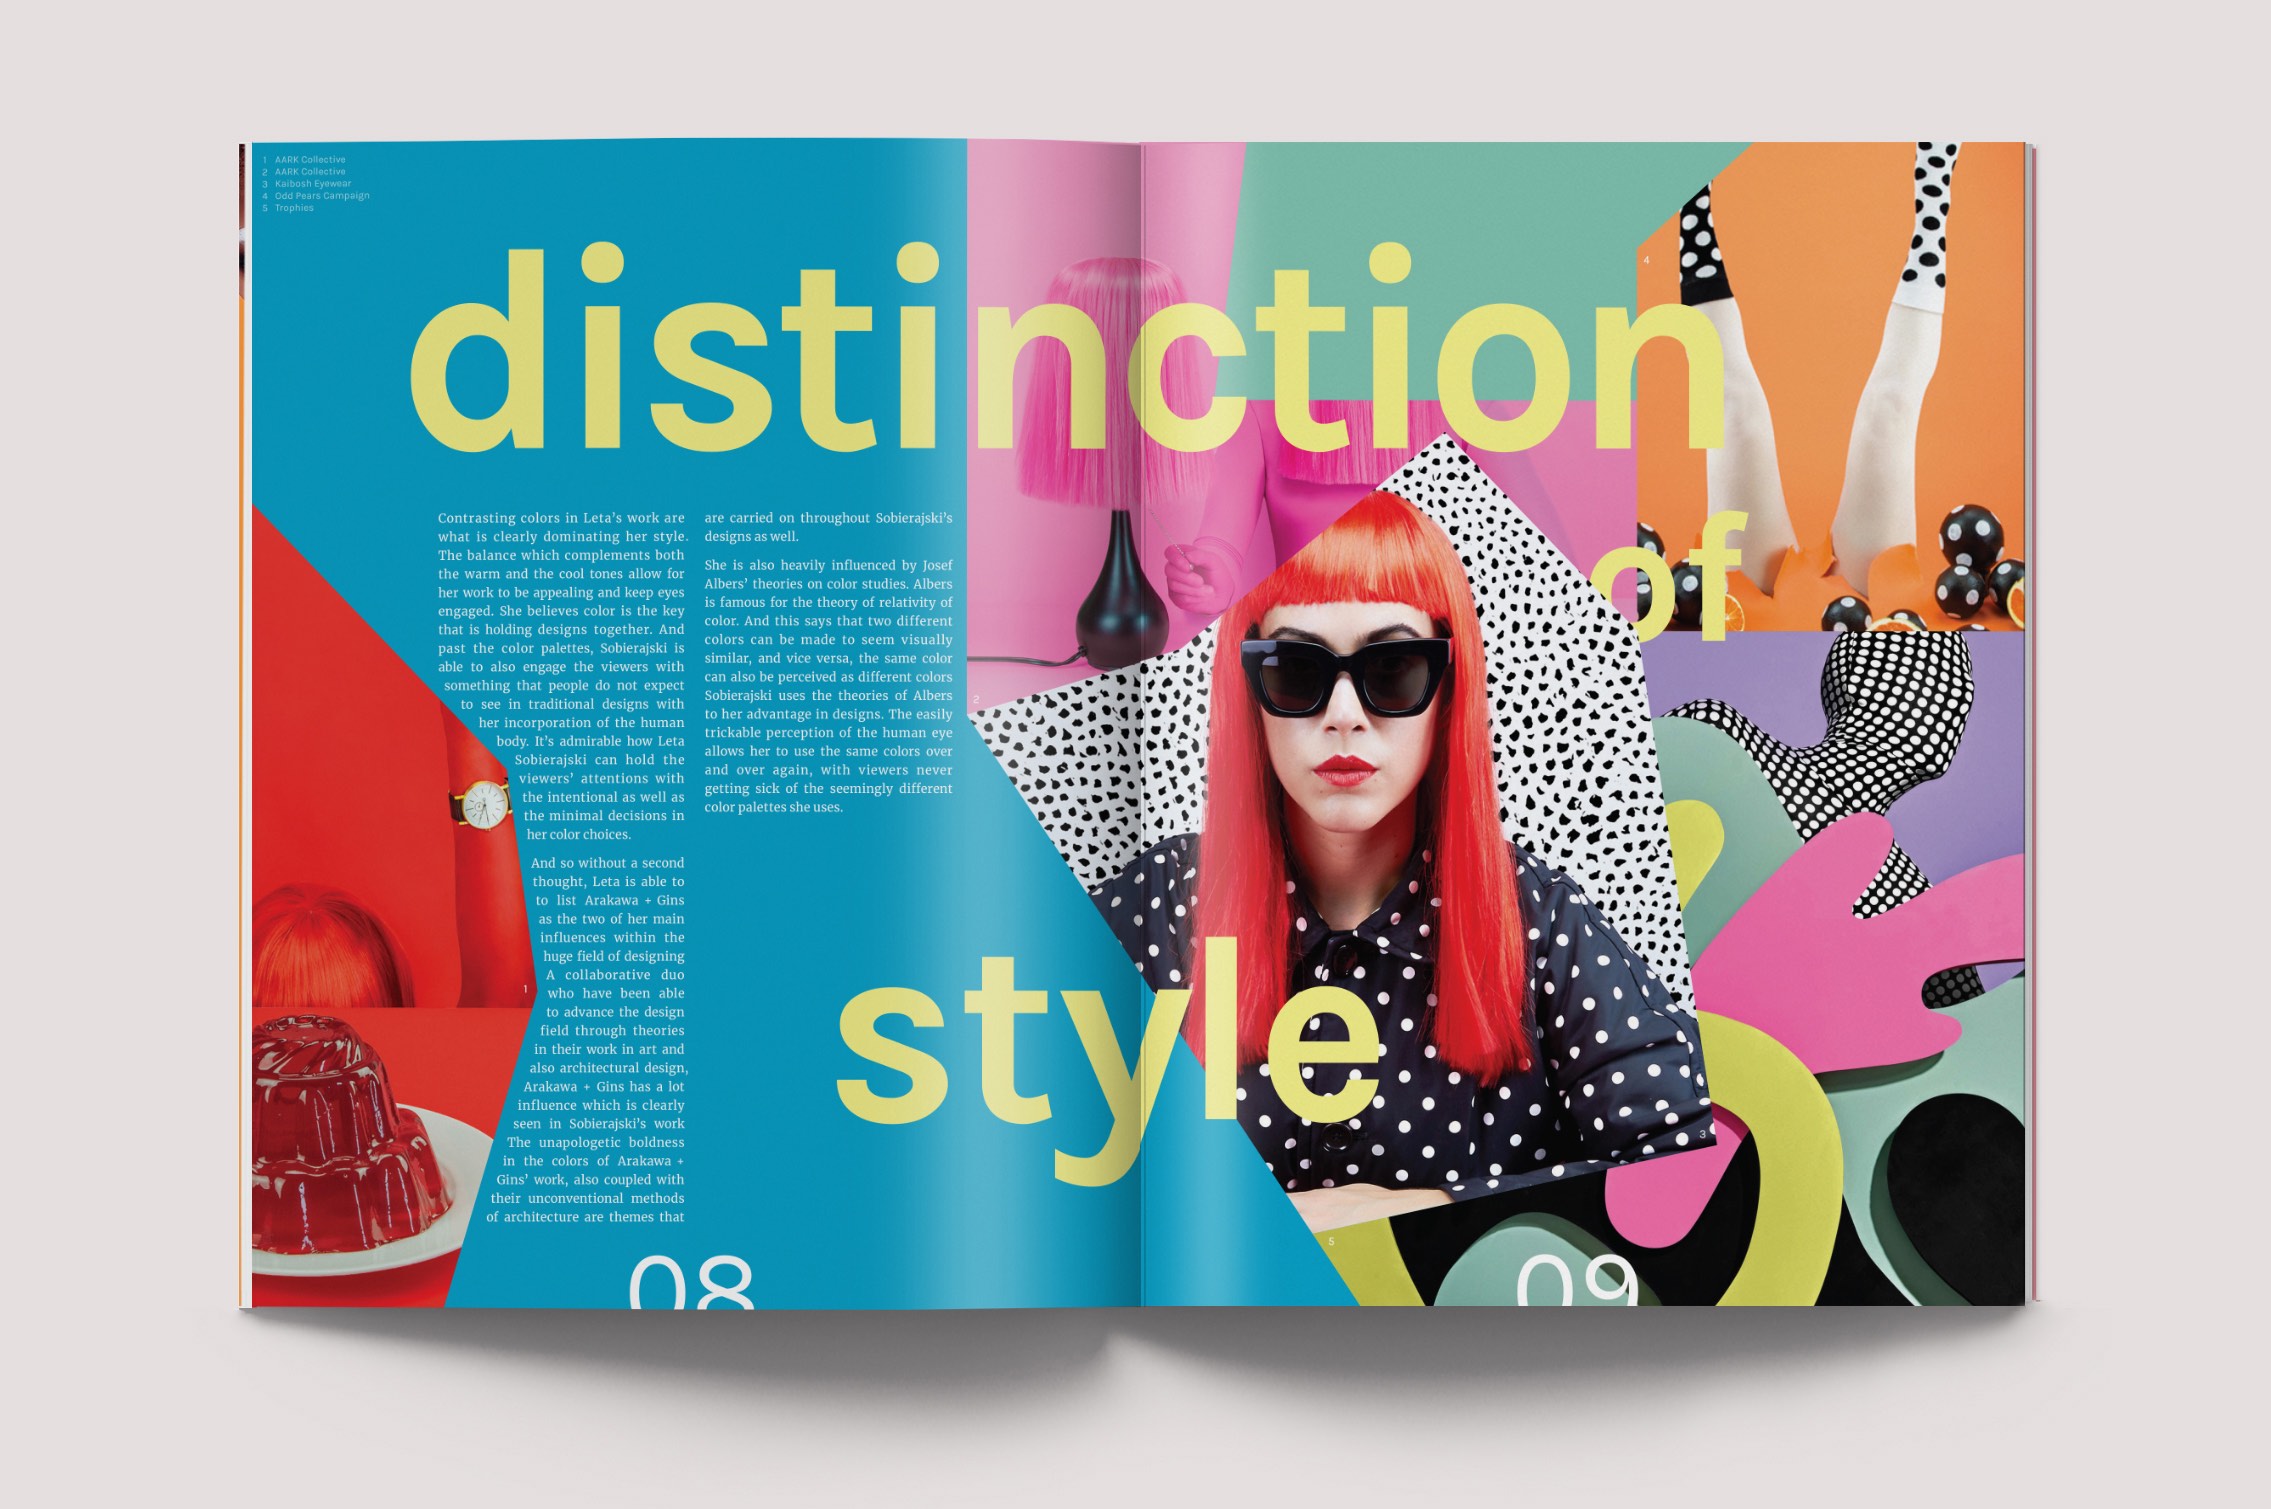 1 AARK Collective
2 AARK Collective
3 Kaibosh Eyewear
4 Odd Pears Campaign
5 Trophies
distinction
of
style
Contrasting colors in Leta’s work are
what is clearly dominating her style.
The balance which complements both
the warm and the cool tones allow for
her work to be appealing and keep eyes
engaged. She believes color is the key
that is holding designs together. And
past the color palettes, Sobierajski is
able to also engage the viewers with
something that people do not expect
to see in traditional designs with
her incorporation of the human
body. It’s admirable how Leta
Sobierajski can hold the
viewers’ attentions with
the intentional as well as
the minimal decisions in
her color choices.
And so without a second
thought, Leta is able to
to list Arakawa + Gins
as the two of her main
influences within the
huge field of designing
A collaborative duo
who have been able
to advance the design
field through theories
in their work in art and
also architectural design,
Arakawa + Gins has a lot
influence which is clearly
seen in Sobierajski’s work
The unapologetic boldness
in the colors of Arakawa +
Gins’ work, also coupled with
their unconventional methods
of architecture are themes that
are carried on throughout Sobierajski’s
designs as well.
She is also heavily influenced by Josef
Albers’ theories on color studies. Albers
is famous for the theory of relativity of
color. And this says that two different
colors can be made to seem visually
similar, and vice versa, the same color
can also be perceived as different colors
Sobierajski uses the theories of Albers
to her advantage in designs. The easily
trickable perception of the human eye
allows her to use the same colors over
and over again, with viewers never
getting sick of the seemingly different
color palettes she uses.
1
2
4
3
5
08
09